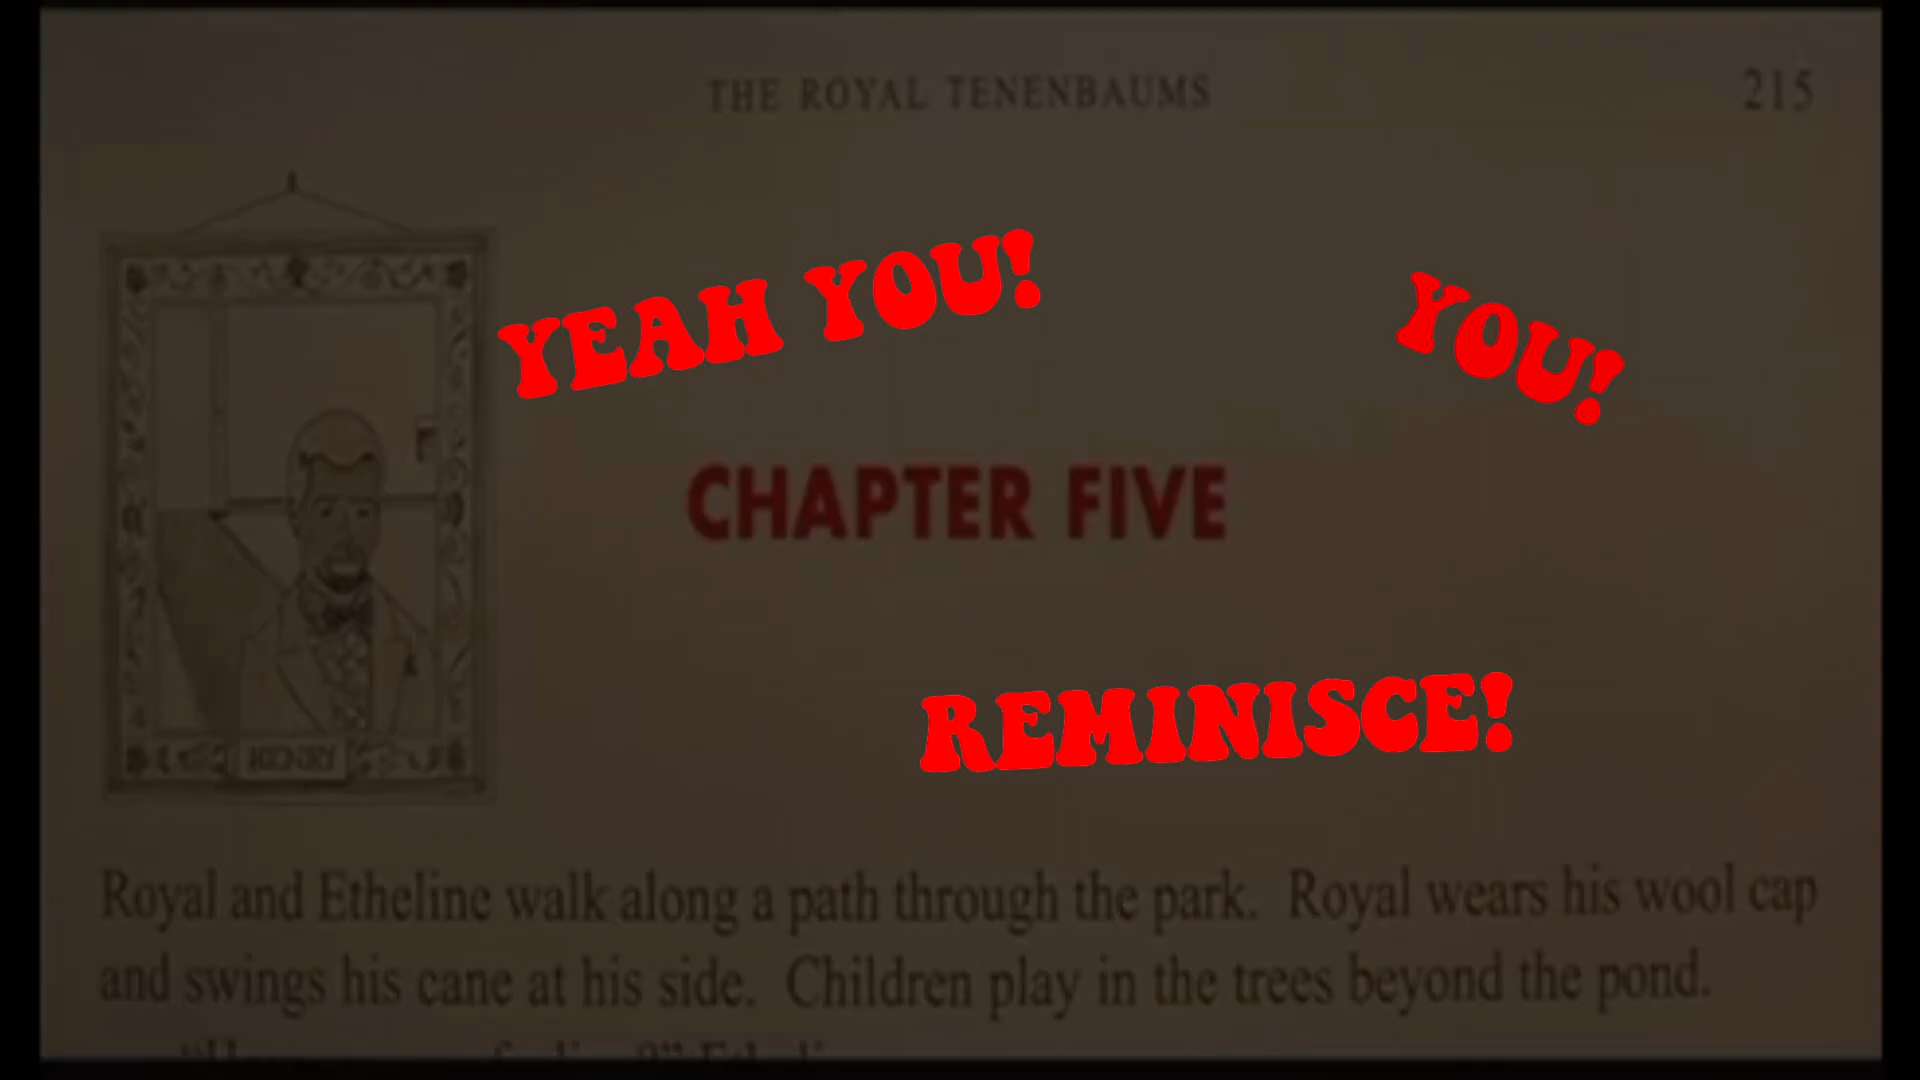 THE ROYAL TENENBAUMS
215
YEAH YOU!
YOU!
CHAPTER FIVE
REMINISCE!
HENRY
Royal and Etheline walk along a path through the park. Royal wears his wool cap
and swings his cane at his side. Children play in the trees beyond the pond.